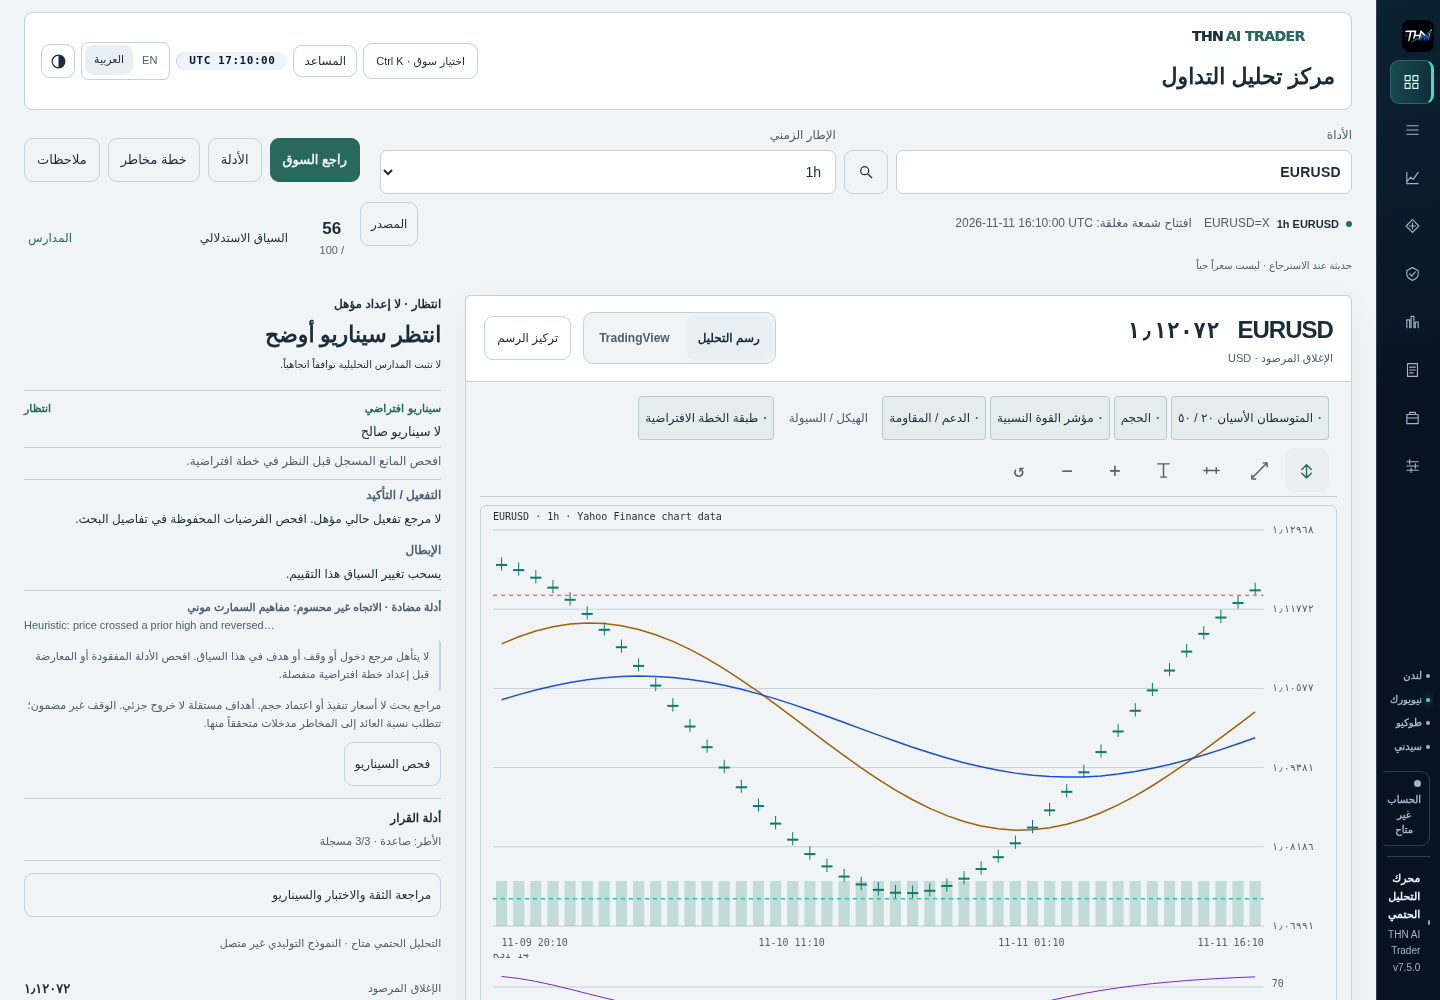 THN AI TRADER
مركز تحليل التداول
اختيار سوق · Ctrl K
المساعد
UTC 17:10:00
EN
العربية
الأداة
EURUSD
الإطار الزمني
1h
راجع السوق
الأدلة
خطة مخاطر
ملاحظات
1h EURUSD
EURUSD=X
افتتاح شمعة مغلقة: 2026-11-11 16:10:00 UTC
حديثة عند الاسترجاع · ليست سعراً حياً
المصدر
56
100 /
السياق الاستدلالي
المدارس
EURUSD ١٫١٢٠٧٢
الإغلاق المرصود · USD
رسم التحليل
TradingView
تركيز الرسم
· المتوسطان الأسيان ٢٠ / ٥٠
· الحجم
· مؤشر القوة النسبية
· الدعم / المقاومة
الهيكل / السيولة
· طبقة الخطة الافتراضية
EURUSD · 1h · Yahoo Finance chart data
١٫١٢٩٦٨
١٫١١٧٧٢
١٫١٠٥٧٧
١٫٠٩٣٨١
١٫٠٨١٨٦
١٫٠٦٩٩١
11-09 20:10
11-10 11:10
11-11 01:10
11-11 16:10
RSI 14
70
انتظار · لا إعداد مؤهل
انتظر سيناريو أوضح
لا تثبت المدارس التحليلية توافقاً اتجاهياً.
سيناريو افتراضي
انتظار
لا سيناريو صالح
افحص المانع المسجل قبل النظر في خطة افتراضية.
التفعيل / التأكيد
لا مرجع تفعيل حالي مؤهل. افحص الفرضيات المحفوظة في تفاصيل البحث.
الإبطال
يسحب تغيير السياق هذا التقييم.
أدلة مضادة · الاتجاه غير محسوم: مفاهيم السمارت موني
Heuristic: price crossed a prior high and reversed…
لا يتأهل مرجع دخول أو وقف أو هدف في هذا السياق. افحص الأدلة المفقودة أو المعارضة
قبل إعداد خطة افتراضية منفصلة.
مراجع بحث لا أسعار تنفيذ أو اعتماد حجم. أهداف مستقلة لا خروج جزئي. الوقف غير مضمون؛
تتطلب نسبة العائد إلى المخاطر مدخلات متحققاً منها.
فحص السيناريو
أدلة القرار
الأطر: صاعدة · 3/3 مسجلة
مراجعة الثقة والاختبار والسيناريو
التحليل الحتمي متاح · النموذج التوليدي غير متصل
الإغلاق المرصود
١٫١٢٠٧٢
THN
لندن
نيويورك
طوكيو
سيدني
الحساب
غير
متاح
محرك
التحليل
الحتمي
THN AI
Trader
v7.5.0